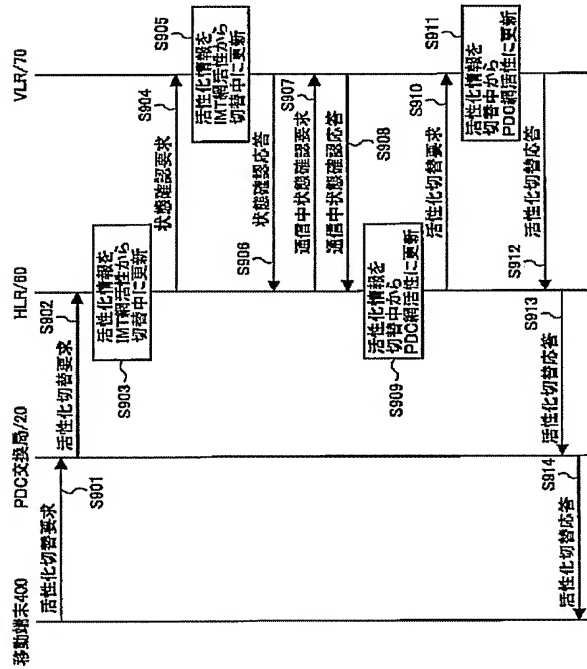 移動端末400
PDC交換局/20
HLR/60
VLR/70
活性化切替要求
S901
活性化切替要求
S902
活性化情報を
IMT網活性から
切替中に更新
S903
状態確認要求
S904
活性化情報を
IMT網活性から
切替中に更新
S905
状態確認応答
S906
通信中状態確認要求
S907
通信中状態確認応答
S908
活性化情報を
切替中から
PDC網活性に更新
S909
活性化切替要求
S910
活性化情報を
切替中から
PDC網活性に更新
S911
活性化切替応答
S912
活性化切替応答
S913
活性化切替応答
S914